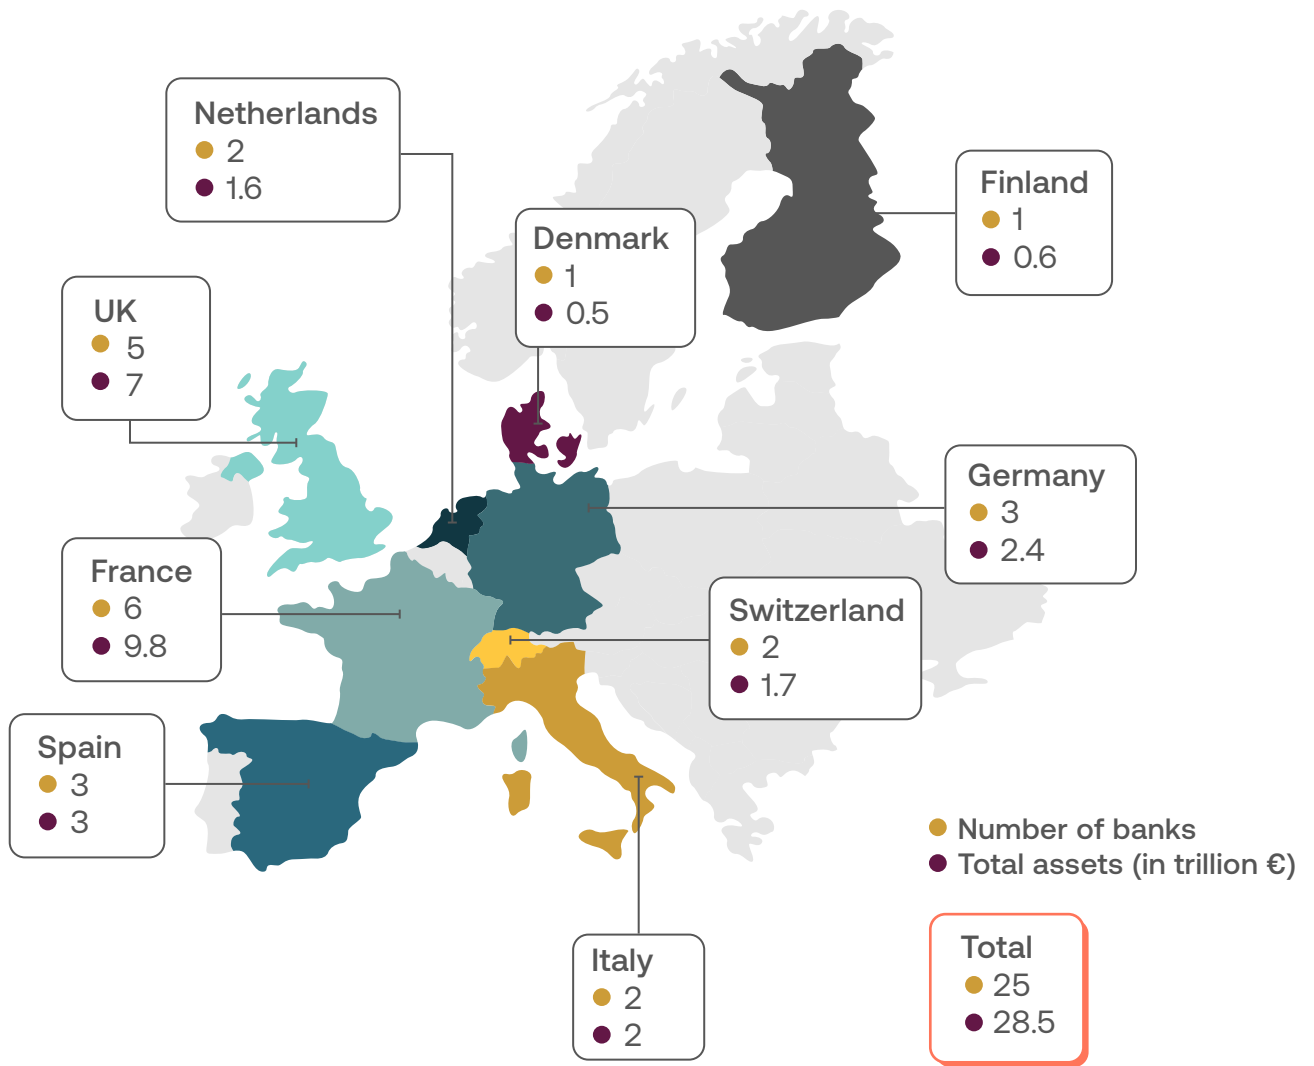 Netherlands
2
1.6
Denmark
1
0.5
Finland
1
0.6
UK
5
7
Germany
3
2.4
France
6
9.8
Switzerland
2
1.7
Spain
3
3
Italy
2
2
Number of banks
Total assets (in trillion €)
Total
25
28.5